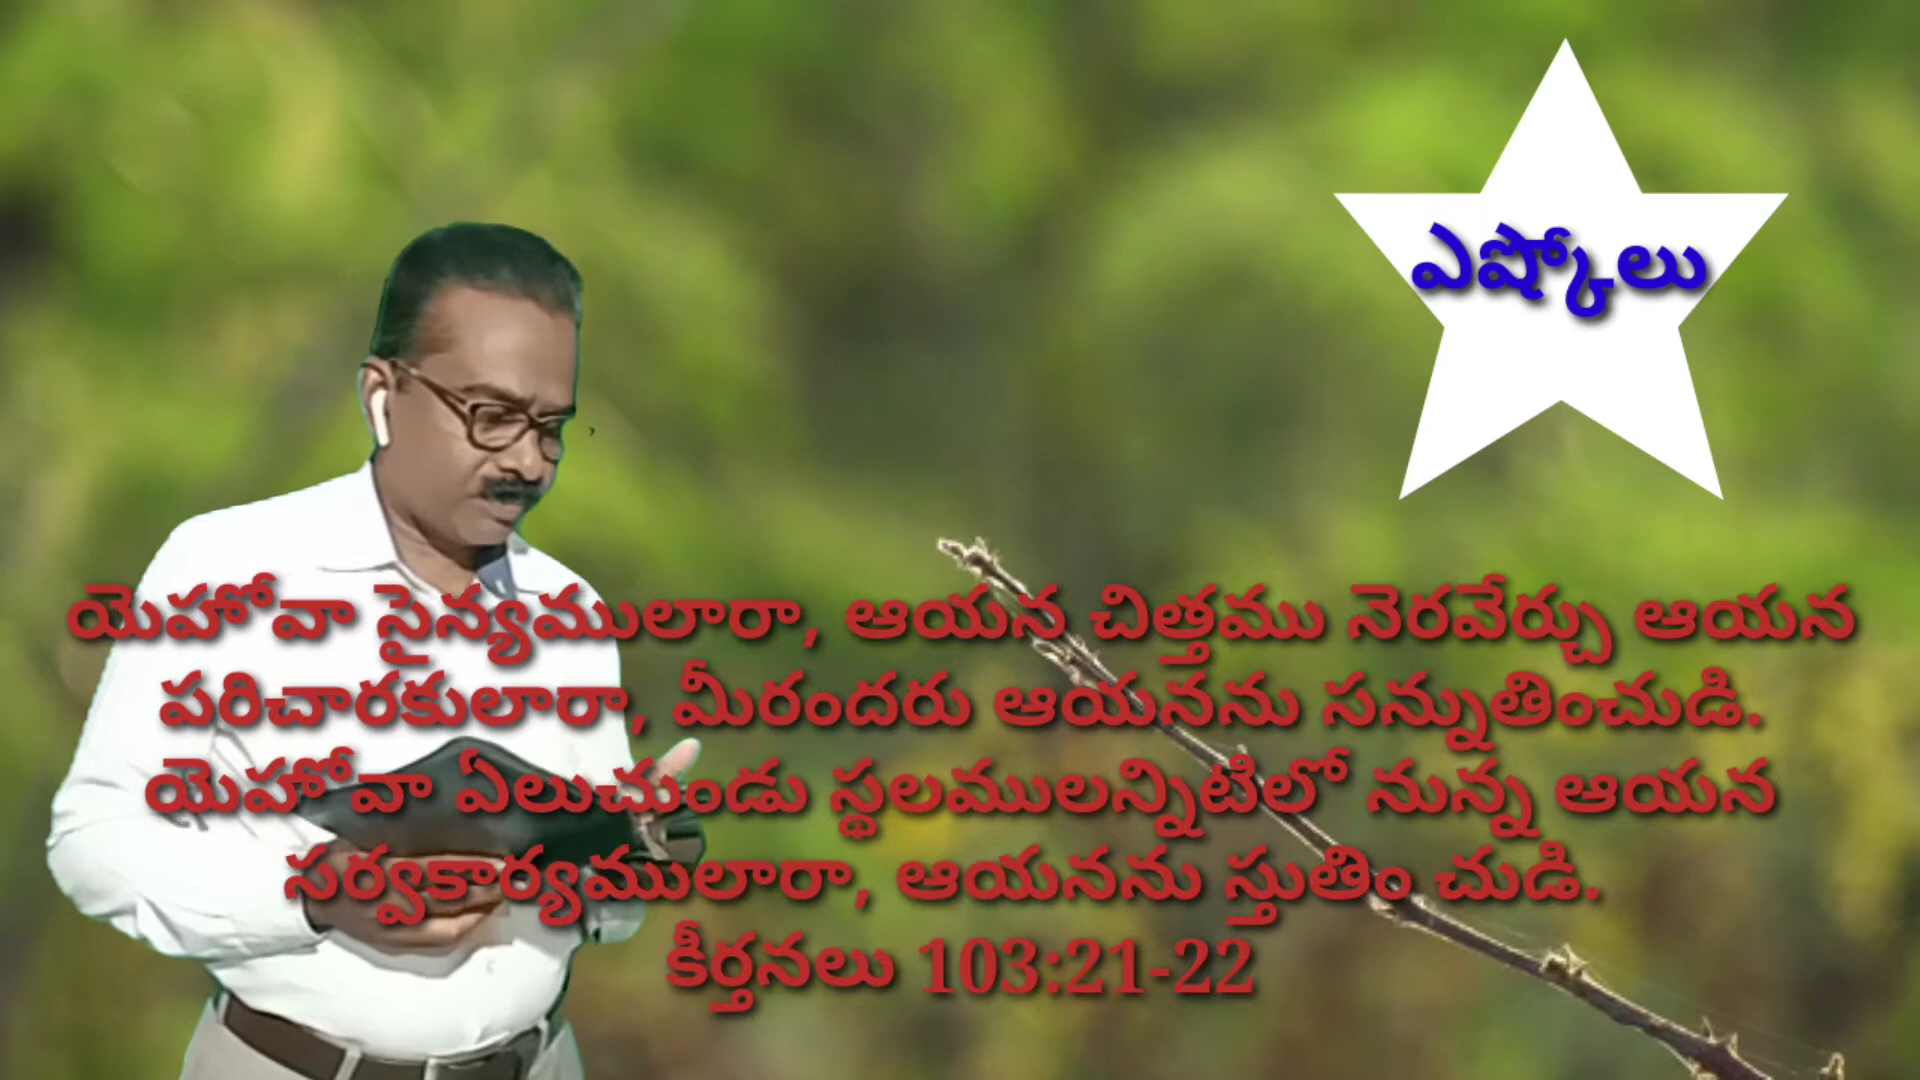 ఎష్కోలు
యెహోవా సైన్యములారా, ఆయన చిత్తము నెరవేర్చు ఆయన
పరిచారకులారా, మీరందరు ఆయనను సన్నుతించుడి.
యెహోవా ఏలుచుండు స్థలములన్నిటిలో నున్న ఆయన
సర్వకార్యములారా, ఆయనను స్తుతిం చుడి.
కీర్తనలు 103:21-22